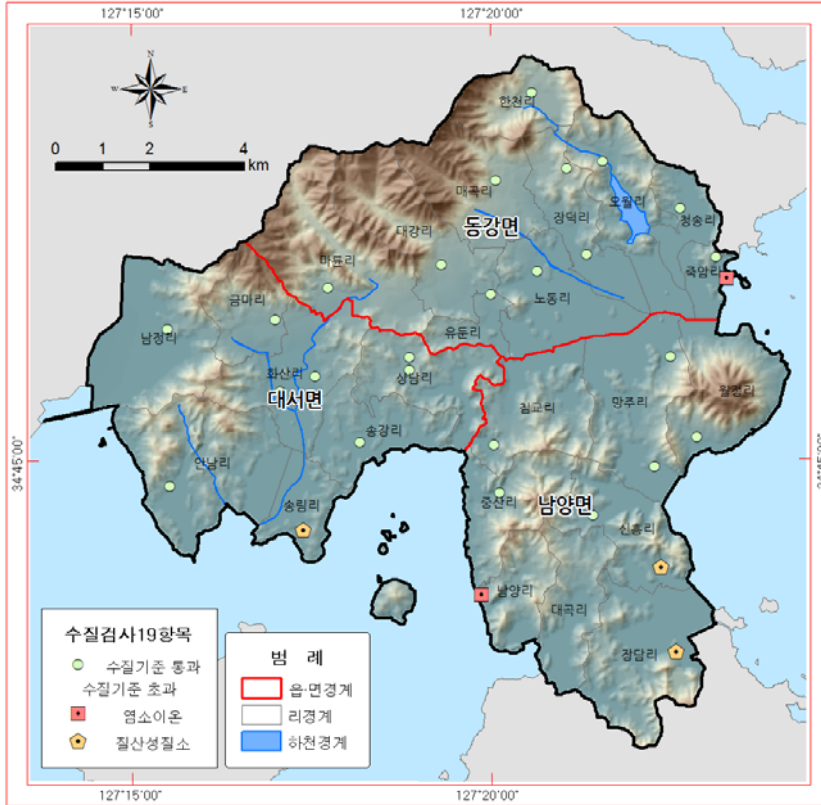 127°15'00"
127°20'00"
N
W
E
S
0 1 2 4
km
한천리
매곡리
오월리
장덕리
청송리
대강리
동강면
마륜리
죽암리
금마리
노동리
남정리
유둔리
화산리
상남리
월정리
대서면
침교리
망주리
송강리
안남리
34°45'00"
34°45'00"
중산리
송림리
남양면
신흥리
남양리
대곡리
장담리
수질검사19항목
수질기준 통과
수질기준 초과
염소이온
질산성질소
범 례
읍·면경계
리경계
하천경계
127°15'00"
127°20'00"